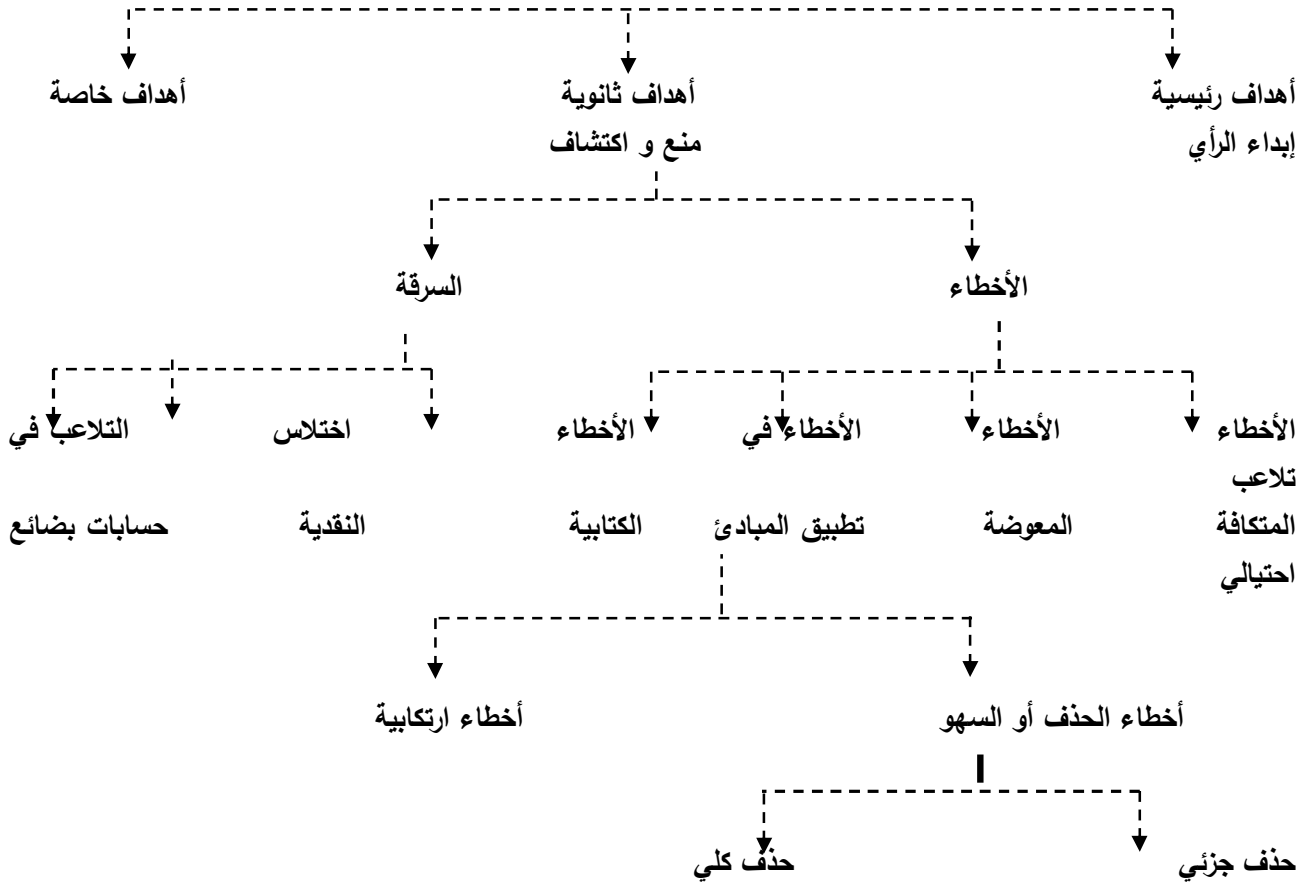 أهداف رئيسية أهداف ثانوية أهداف خاصة
إبداء الرأي منع و اكتشاف
الأخطاء السرقة
الأخطاء الأخطاء الأخطاء في الأخطاء اختلاس التلاعب في
تلاعب
المتكافة المعوضة تطبيق المبادئ الكتابية النقدية حسابات بضائع
احتيالي
أخطاء الحذف أو السهو أخطاء ارتكابية
حذف جزئي حذف كلي